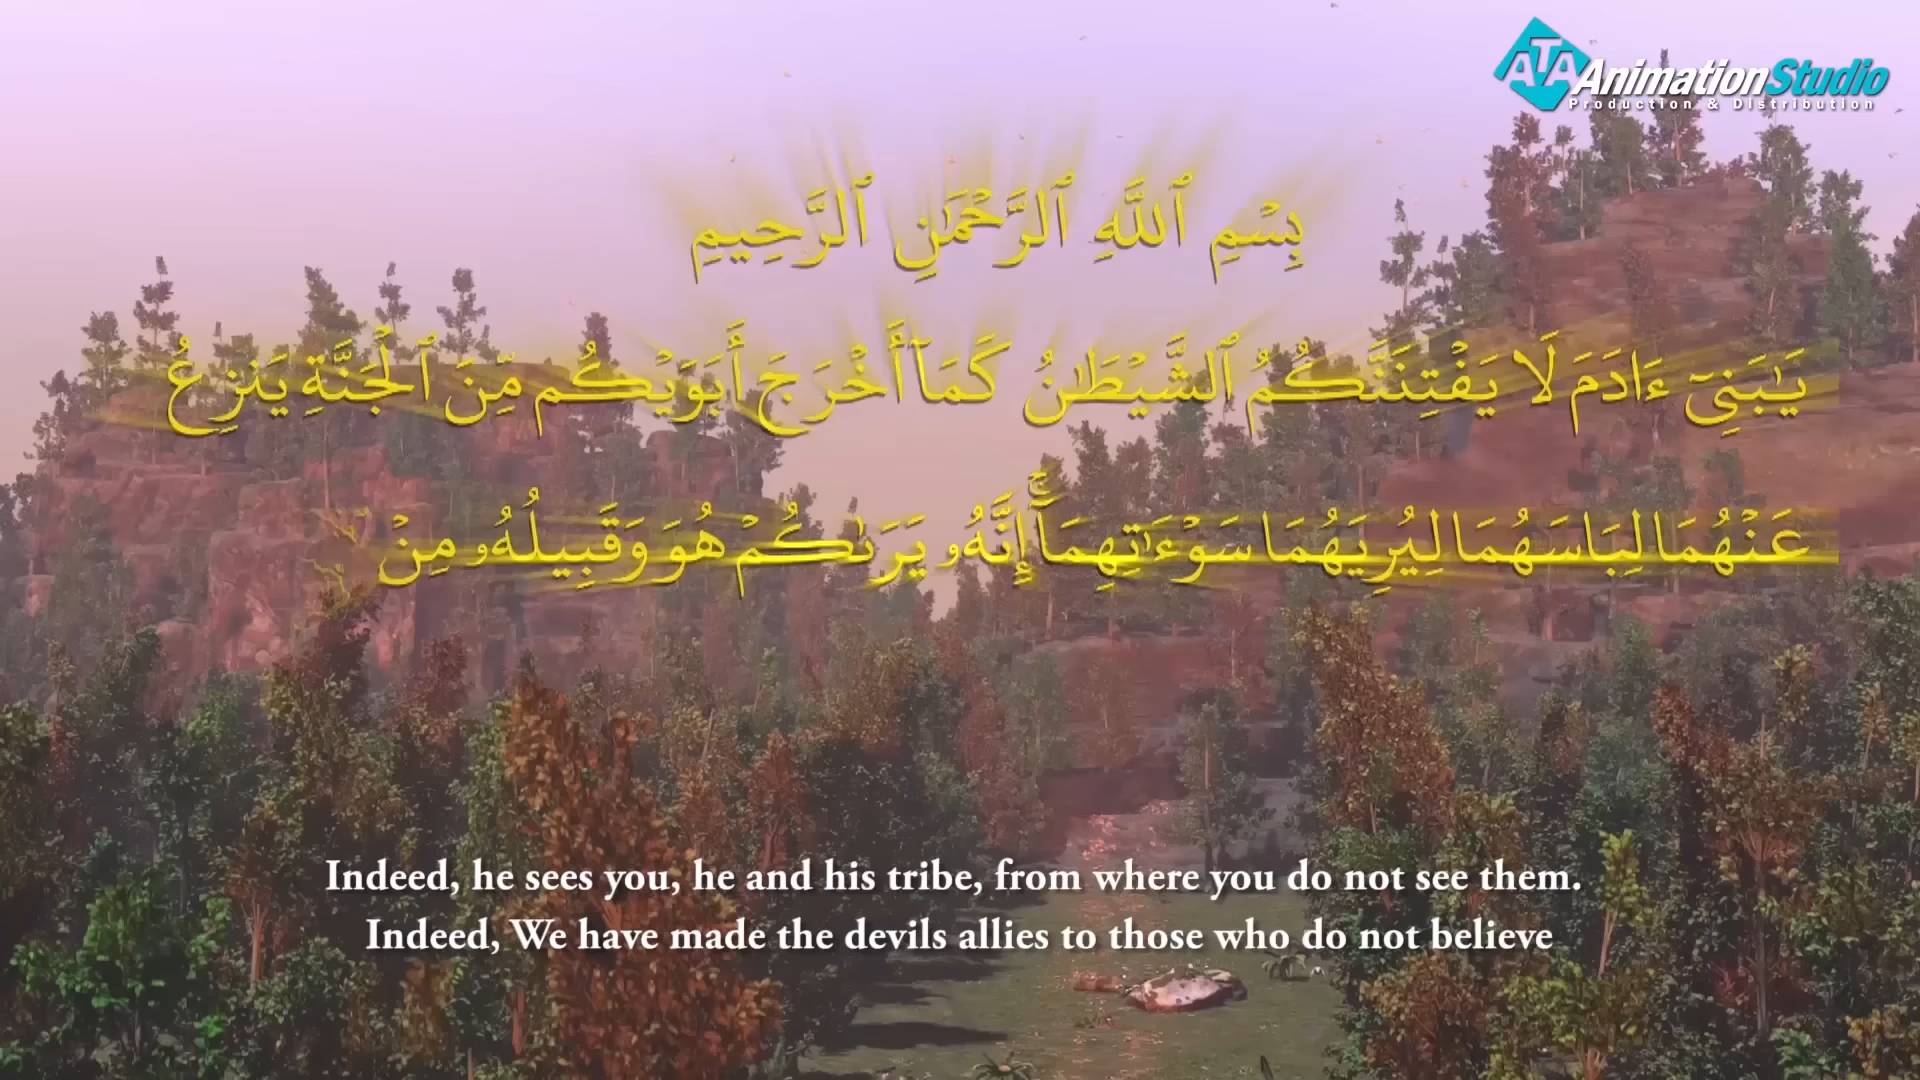 ATA AnimationStudio
Production & Distribution
بِسْمِ ٱللَّهِ ٱلرَّحْمَٰنِ ٱلرَّحِيمِ
يَٰبَنِىٓ ءَادَمَ لَا يَفْتِنَنَّكُمُ ٱلشَّيْطَٰنُ كَمَآ أَخْرَجَ أَبَوَيْكُم مِّنَ ٱلْجَنَّةِ يَنزِعُ
عَنْهُمَا لِبَاسَهُمَا لِيُرِيَهُمَا سَوْءَٰتِهِمَآ ۚ إِنَّهُۥ يَرَىٰكُمْ هُوَ وَقَبِيلُهُۥ مِنْ
Indeed, he sees you, he and his tribe, from where you do not see them.
Indeed, We have made the devils allies to those who do not believe